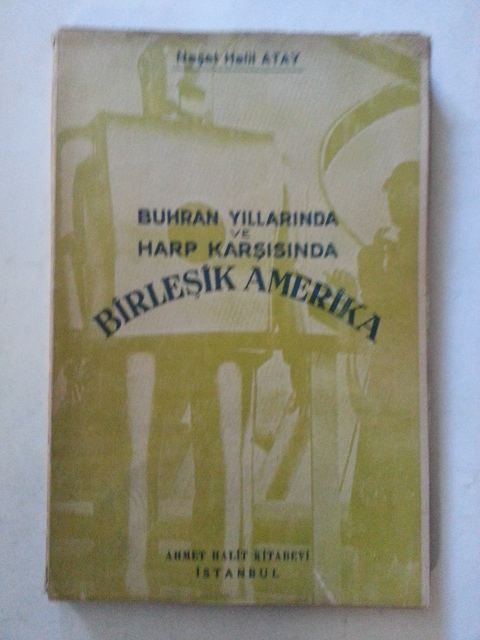 Neşet Halil ATAY
BUHRAN YILLARINDA
VE
HARP KARŞISINDA
BİRLEŞİK AMERİKA
AHMET HALİT KİTABEVİ
İSTANBUL